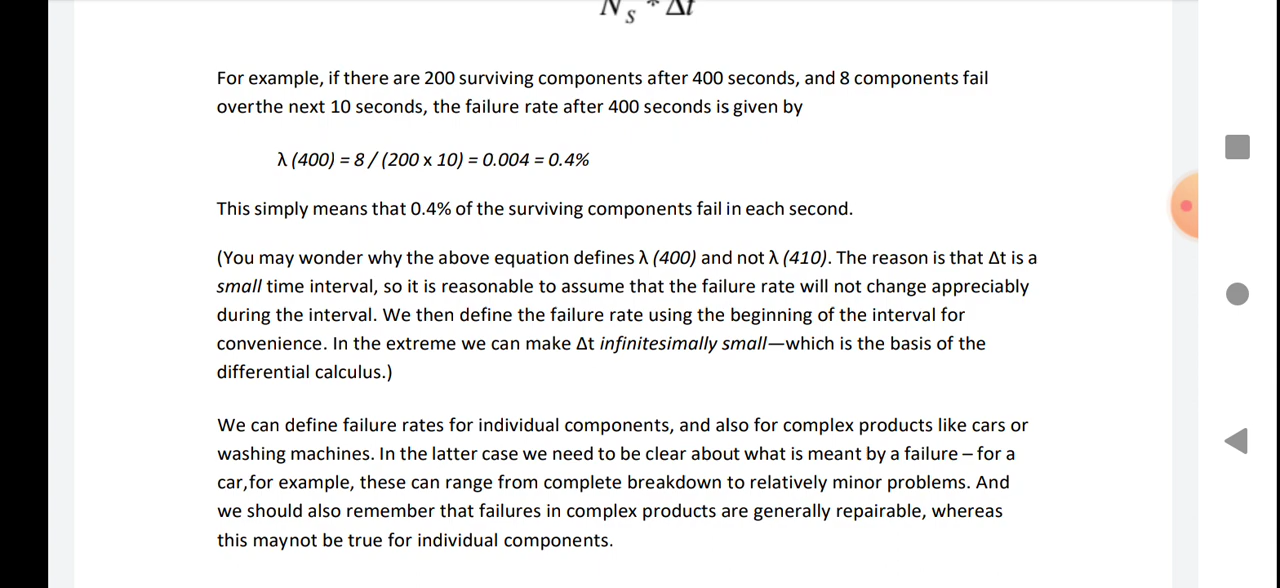 N s * Δt
For example, if there are 200 surviving components after 400 seconds, and 8 components fail
overthe next 10 seconds, the failure rate after 400 seconds is given by
λ (400) = 8 / (200 x 10) = 0.004 = 0.4%
This simply means that 0.4% of the surviving components fail in each second.
(You may wonder why the above equation defines λ (400) and not λ (410). The reason is that Δt is a
small time interval, so it is reasonable to assume that the failure rate will not change appreciably
during the interval. We then define the failure rate using the beginning of the interval for
convenience. In the extreme we can make Δt infinitesimally small—which is the basis of the
differential calculus.)
We can define failure rates for individual components, and also for complex products like cars or
washing machines. In the latter case we need to be clear about what is meant by a failure – for a
car,for example, these can range from complete breakdown to relatively minor problems. And
we should also remember that failures in complex products are generally repairable, whereas
this maynot be true for individual components.